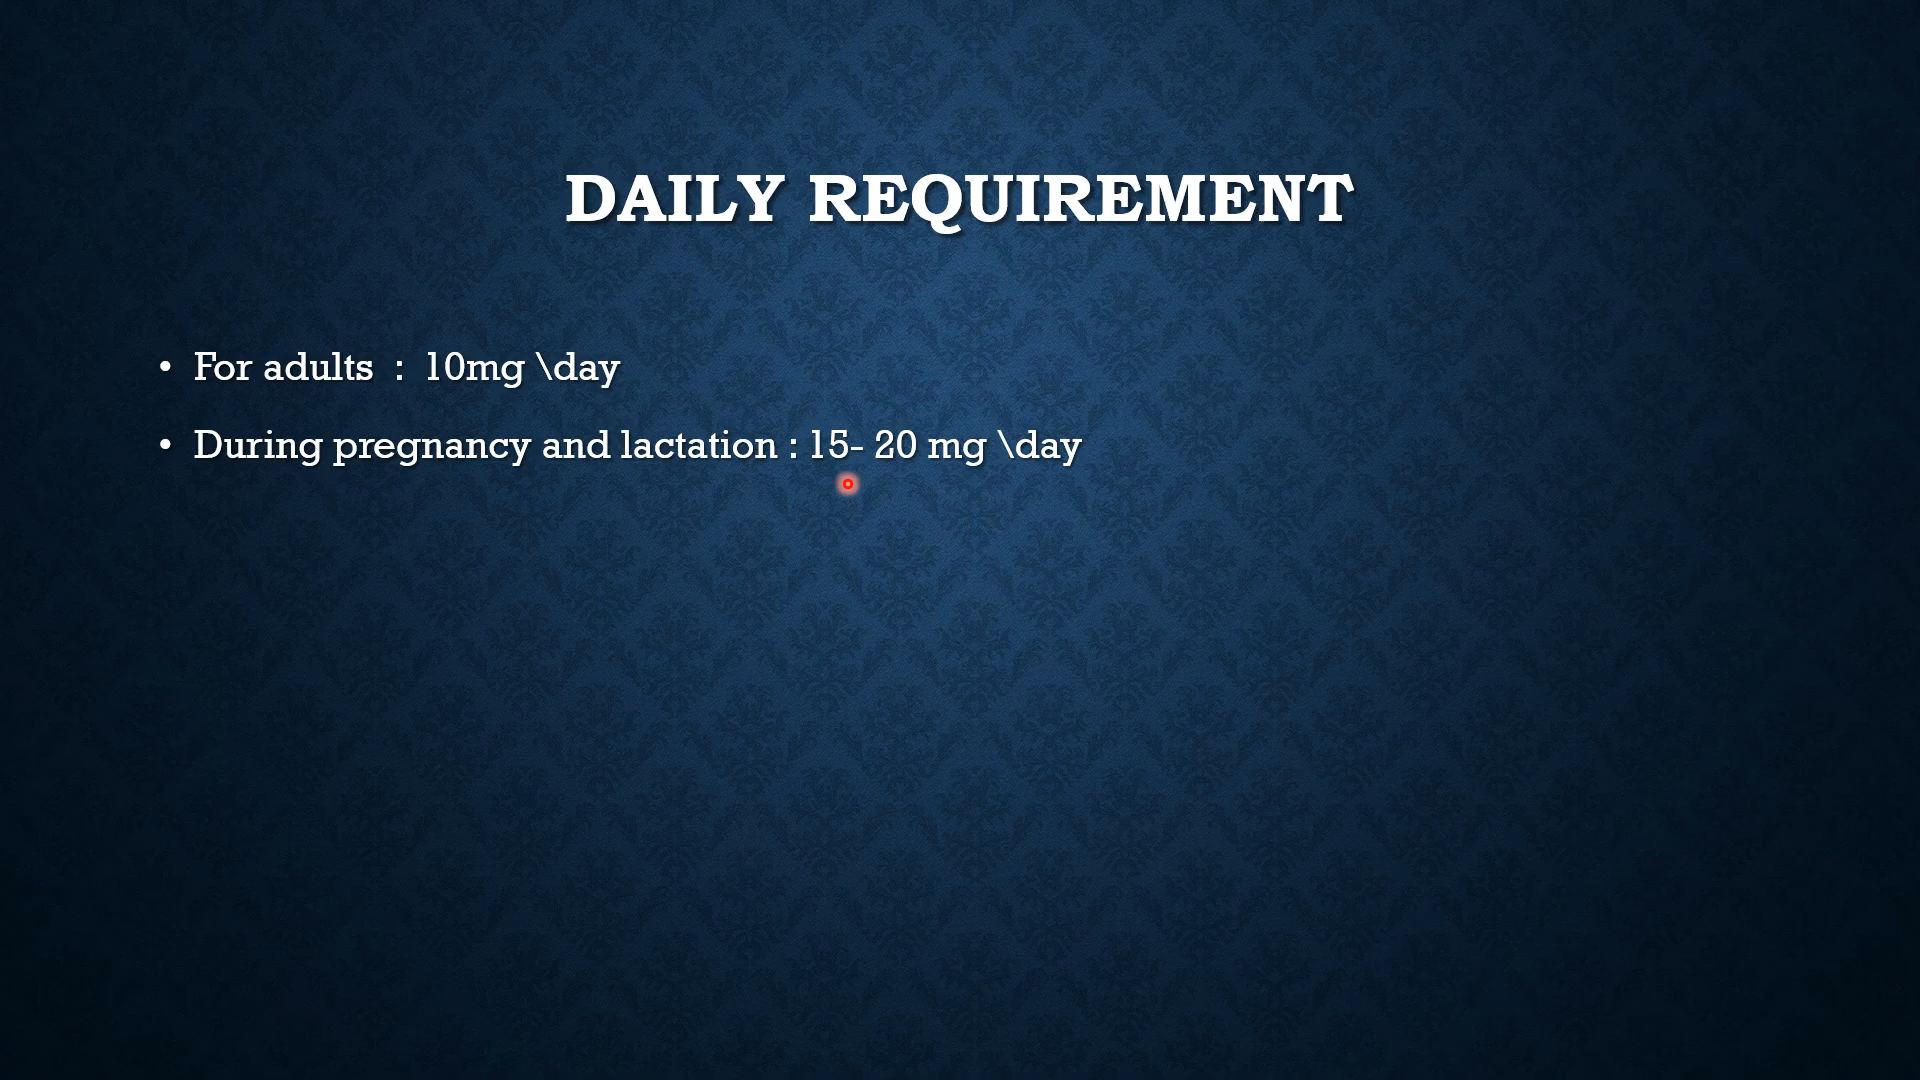 DAILY REQUIREMENT
• For adults : 10mg \day
• During pregnancy and lactation : 15- 20 mg \day